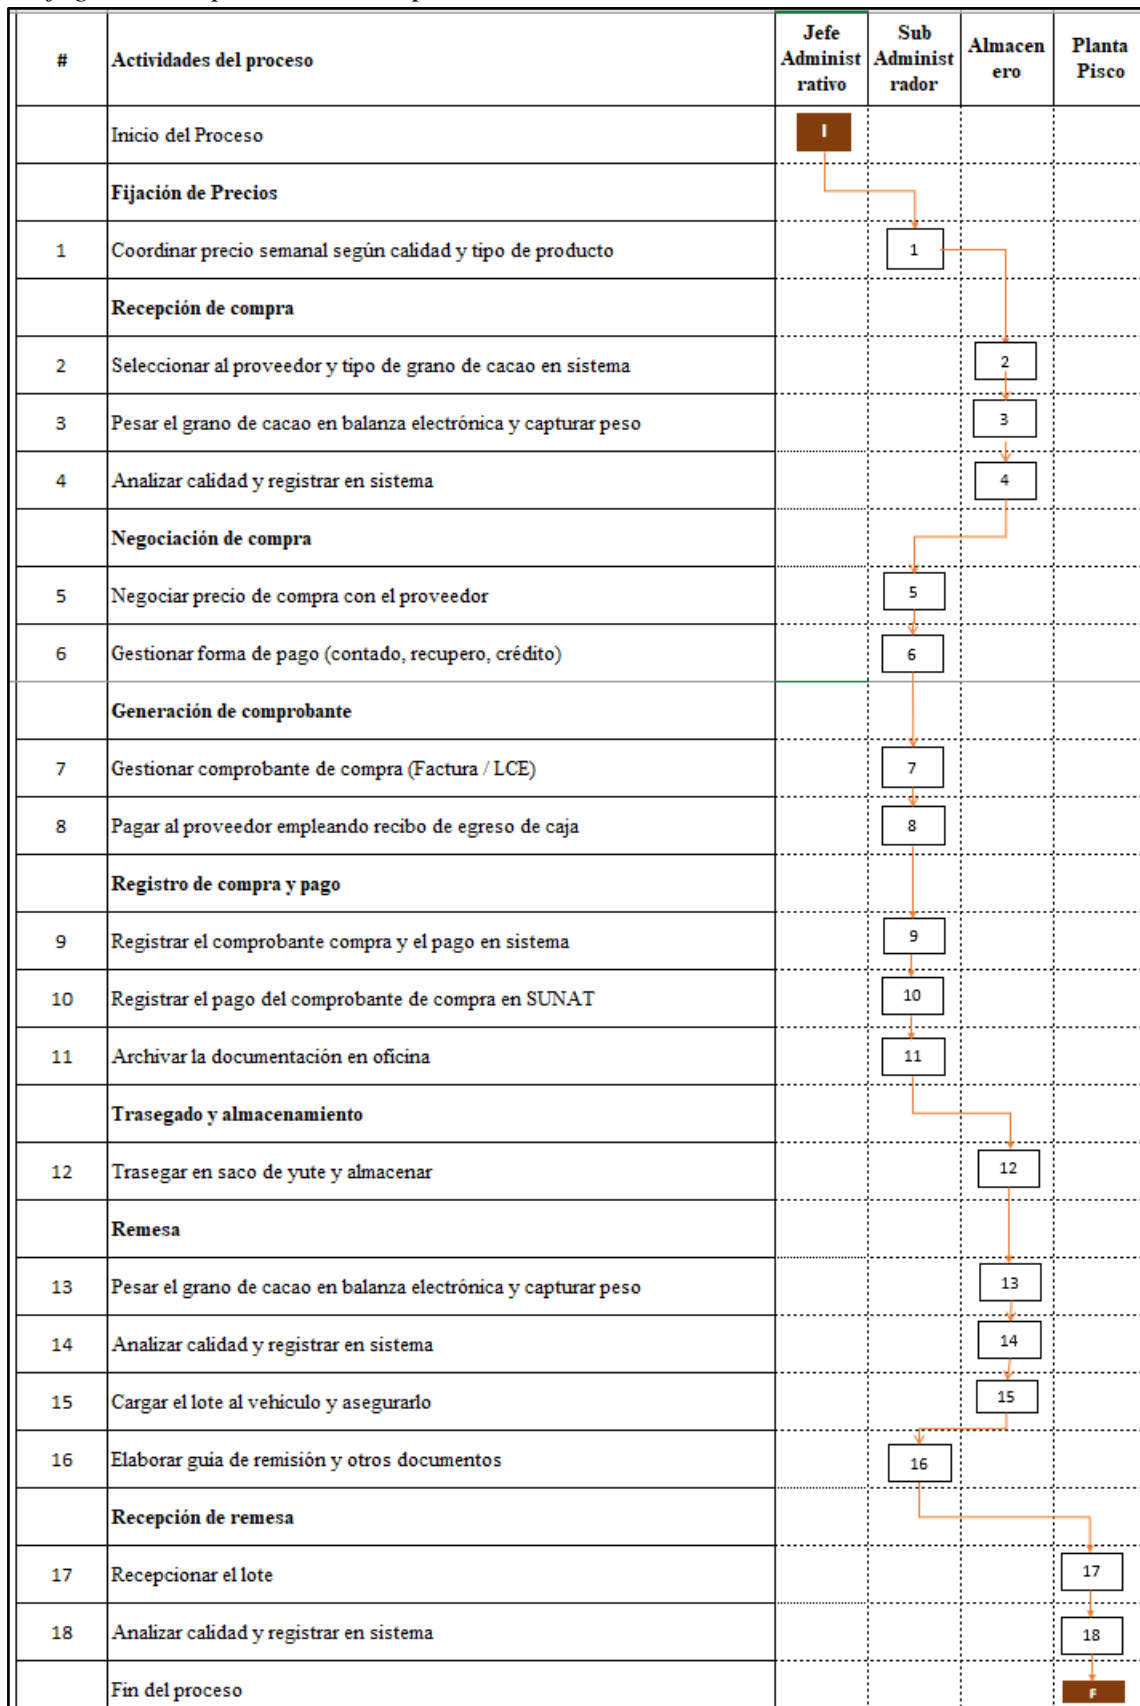 # Actividades del proceso Jefe Administrativo Sub Administrador Almacenero Planta Pisco
Inicio del Proceso I
Fijación de Precios
1 Coordinar precio semanal según calidad y tipo de producto 1
Recepción de compra
2 Seleccionar al proveedor y tipo de grano de cacao en sistema 2
3 Pesar el grano de cacao en balanza electrónica y capturar peso 3
4 Analizar calidad y registrar en sistema 4
Negociación de compra
5 Negociar precio de compra con el proveedor 5
6 Gestionar forma de pago (contado, recupero, crédito) 6
Generación de comprobante
7 Gestionar comprobante de compra (Factura / LCE) 7
8 Pagar al proveedor empleando recibo de egreso de caja 8
Registro de compra y pago
9 Registrar el comprobante compra y el pago en sistema 9
10 Registrar el pago del comprobante de compra en SUNAT 10
11 Archivar la documentación en oficina 11
Trasegado y almacenamiento
12 Trasegar en saco de yute y almacenar 12
Remesa
13 Pesar el grano de cacao en balanza electrónica y capturar peso 13
14 Analizar calidad y registrar en sistema 14
15 Cargar el lote al vehículo y asegurarlo 15
16 Elaborar guía de remisión y otros documentos 16
Recepción de remesa
17 Recepcionar el lote 17
18 Analizar calidad y registrar en sistema 18
Fin del proceso F